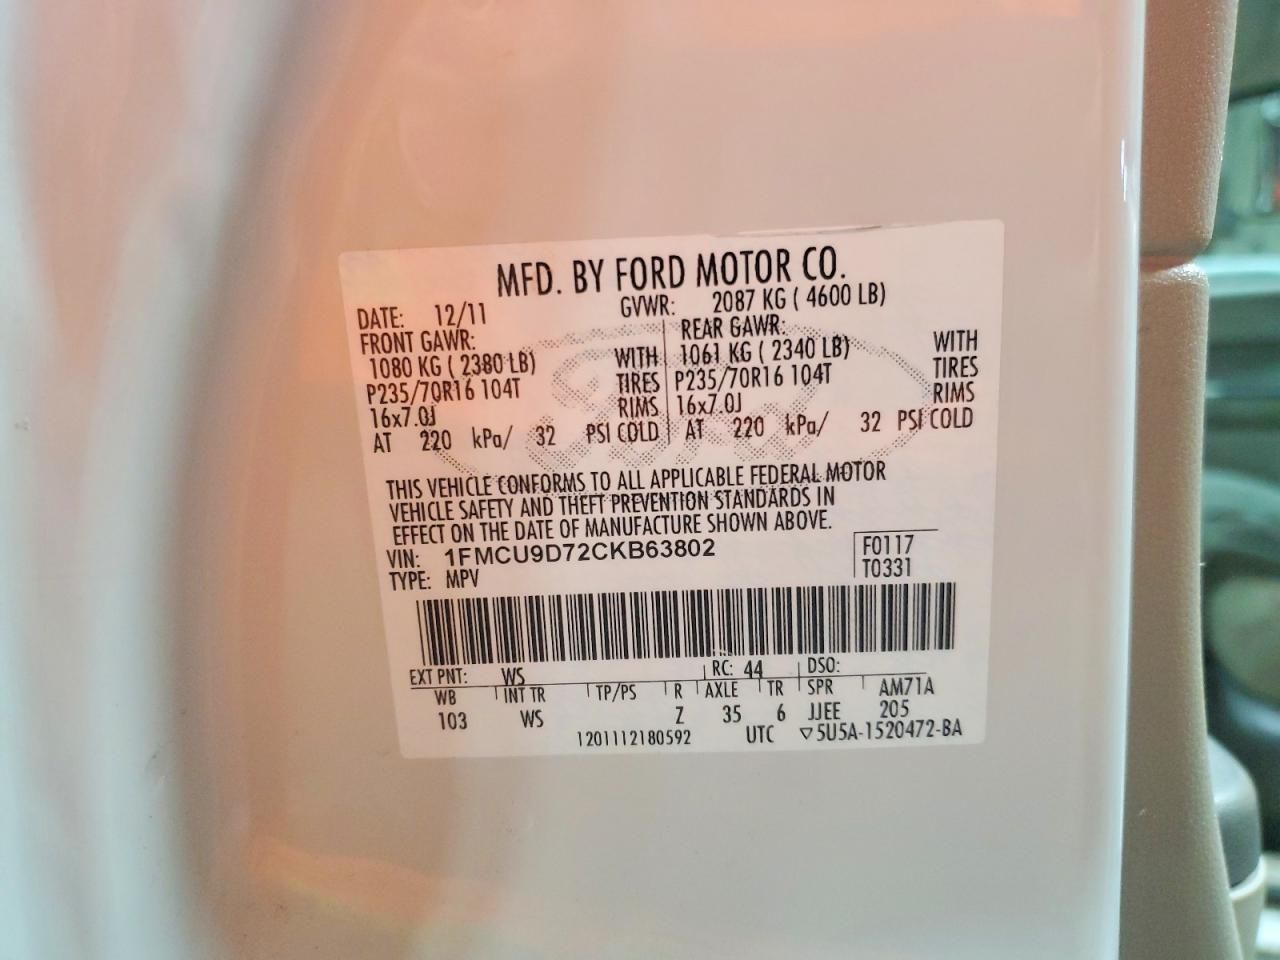 MFD. BY FORD MOTOR CO.
DATE: 12/11 GVWR: 2087 KG ( 4600 LB)
FRONT GAWR: REAR GAWR:
1080 KG ( 2380 LB) WITH 1061 KG ( 2340 LB) WITH
P235/70R16 104T TIRES P235/70R16 104T TIRES
16x7.0J RIMS 16x7.0J RIMS
AT 220 kPa/ 32 PSI COLD AT 220 kPa/ 32 PSI COLD
Ford
THIS VEHICLE CONFORMS TO ALL APPLICABLE FEDERAL MOTOR
VEHICLE SAFETY AND THEFT PREVENTION STANDARDS IN
EFFECT ON THE DATE OF MANUFACTURE SHOWN ABOVE.
VIN: 1FMCU9D72CKB63802 F0117
TYPE: MPV T0331
EXT PNT: WS RC: 44 DSO:
WB INT TR TP/PS R AXLE TR SPR AM71A
103 WS Z 35 6 JJEE 205
1201112180592 UTC ▽5U5A-1520472-BA